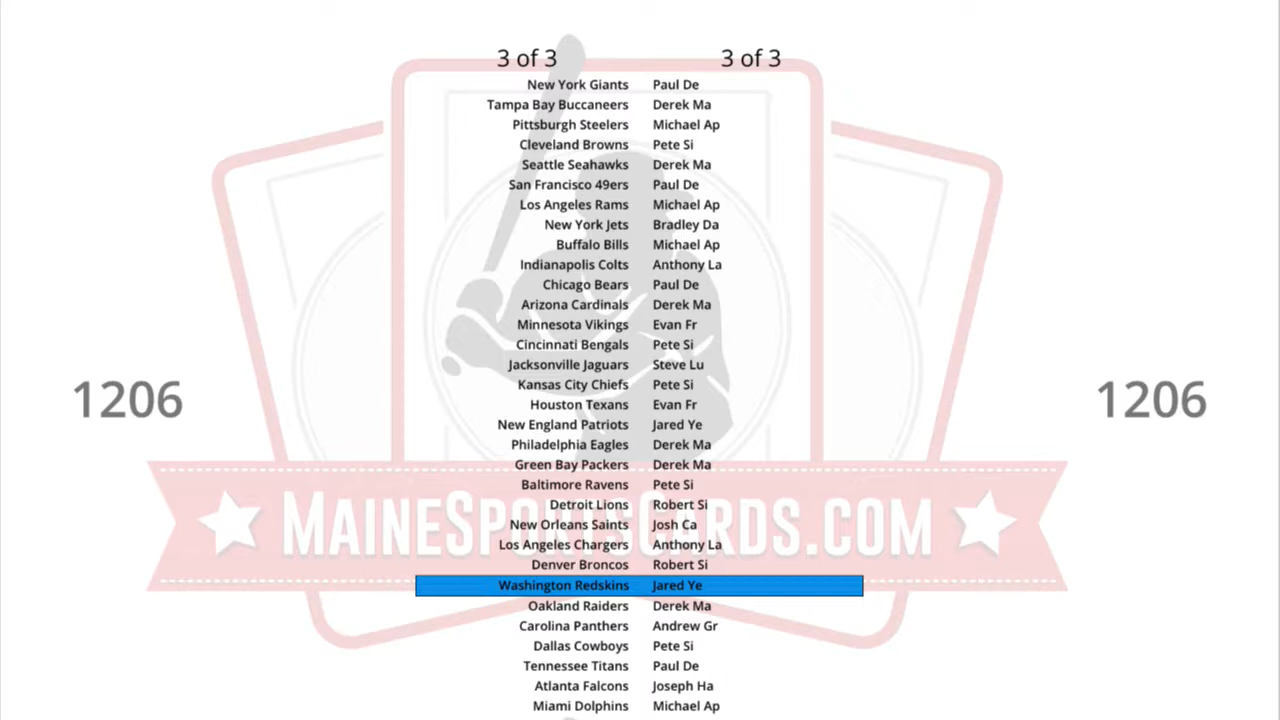 3 of 3 3 of 3
New York Giants Paul De
Tampa Bay Buccaneers Derek Ma
Pittsburgh Steelers Michael Ap
Cleveland Browns Pete Si
Seattle Seahawks Derek Ma
San Francisco 49ers Paul De
Los Angeles Rams Michael Ap
New York Jets Bradley Da
Buffalo Bills Michael Ap
Indianapolis Colts Anthony La
Chicago Bears Paul De
Arizona Cardinals Derek Ma
Minnesota Vikings Evan Fr
Cincinnati Bengals Pete Si
Jacksonville Jaguars Steve Lu
Kansas City Chiefs Pete Si
1206 1206
Houston Texans Evan Fr
New England Patriots Jared Ye
Philadelphia Eagles Derek Ma
Green Bay Packers Derek Ma
Baltimore Ravens Pete Si
Detroit Lions Robert Si
New Orleans Saints Josh Ca
MAINESPORTSCARDS.COM
Los Angeles Chargers Anthony La
Denver Broncos Robert Si
Washington Redskins Jared Ye
Oakland Raiders Derek Ma
Carolina Panthers Andrew Gr
Dallas Cowboys Pete Si
Tennessee Titans Paul De
Atlanta Falcons Joseph Ha
Miami Dolphins Michael Ap